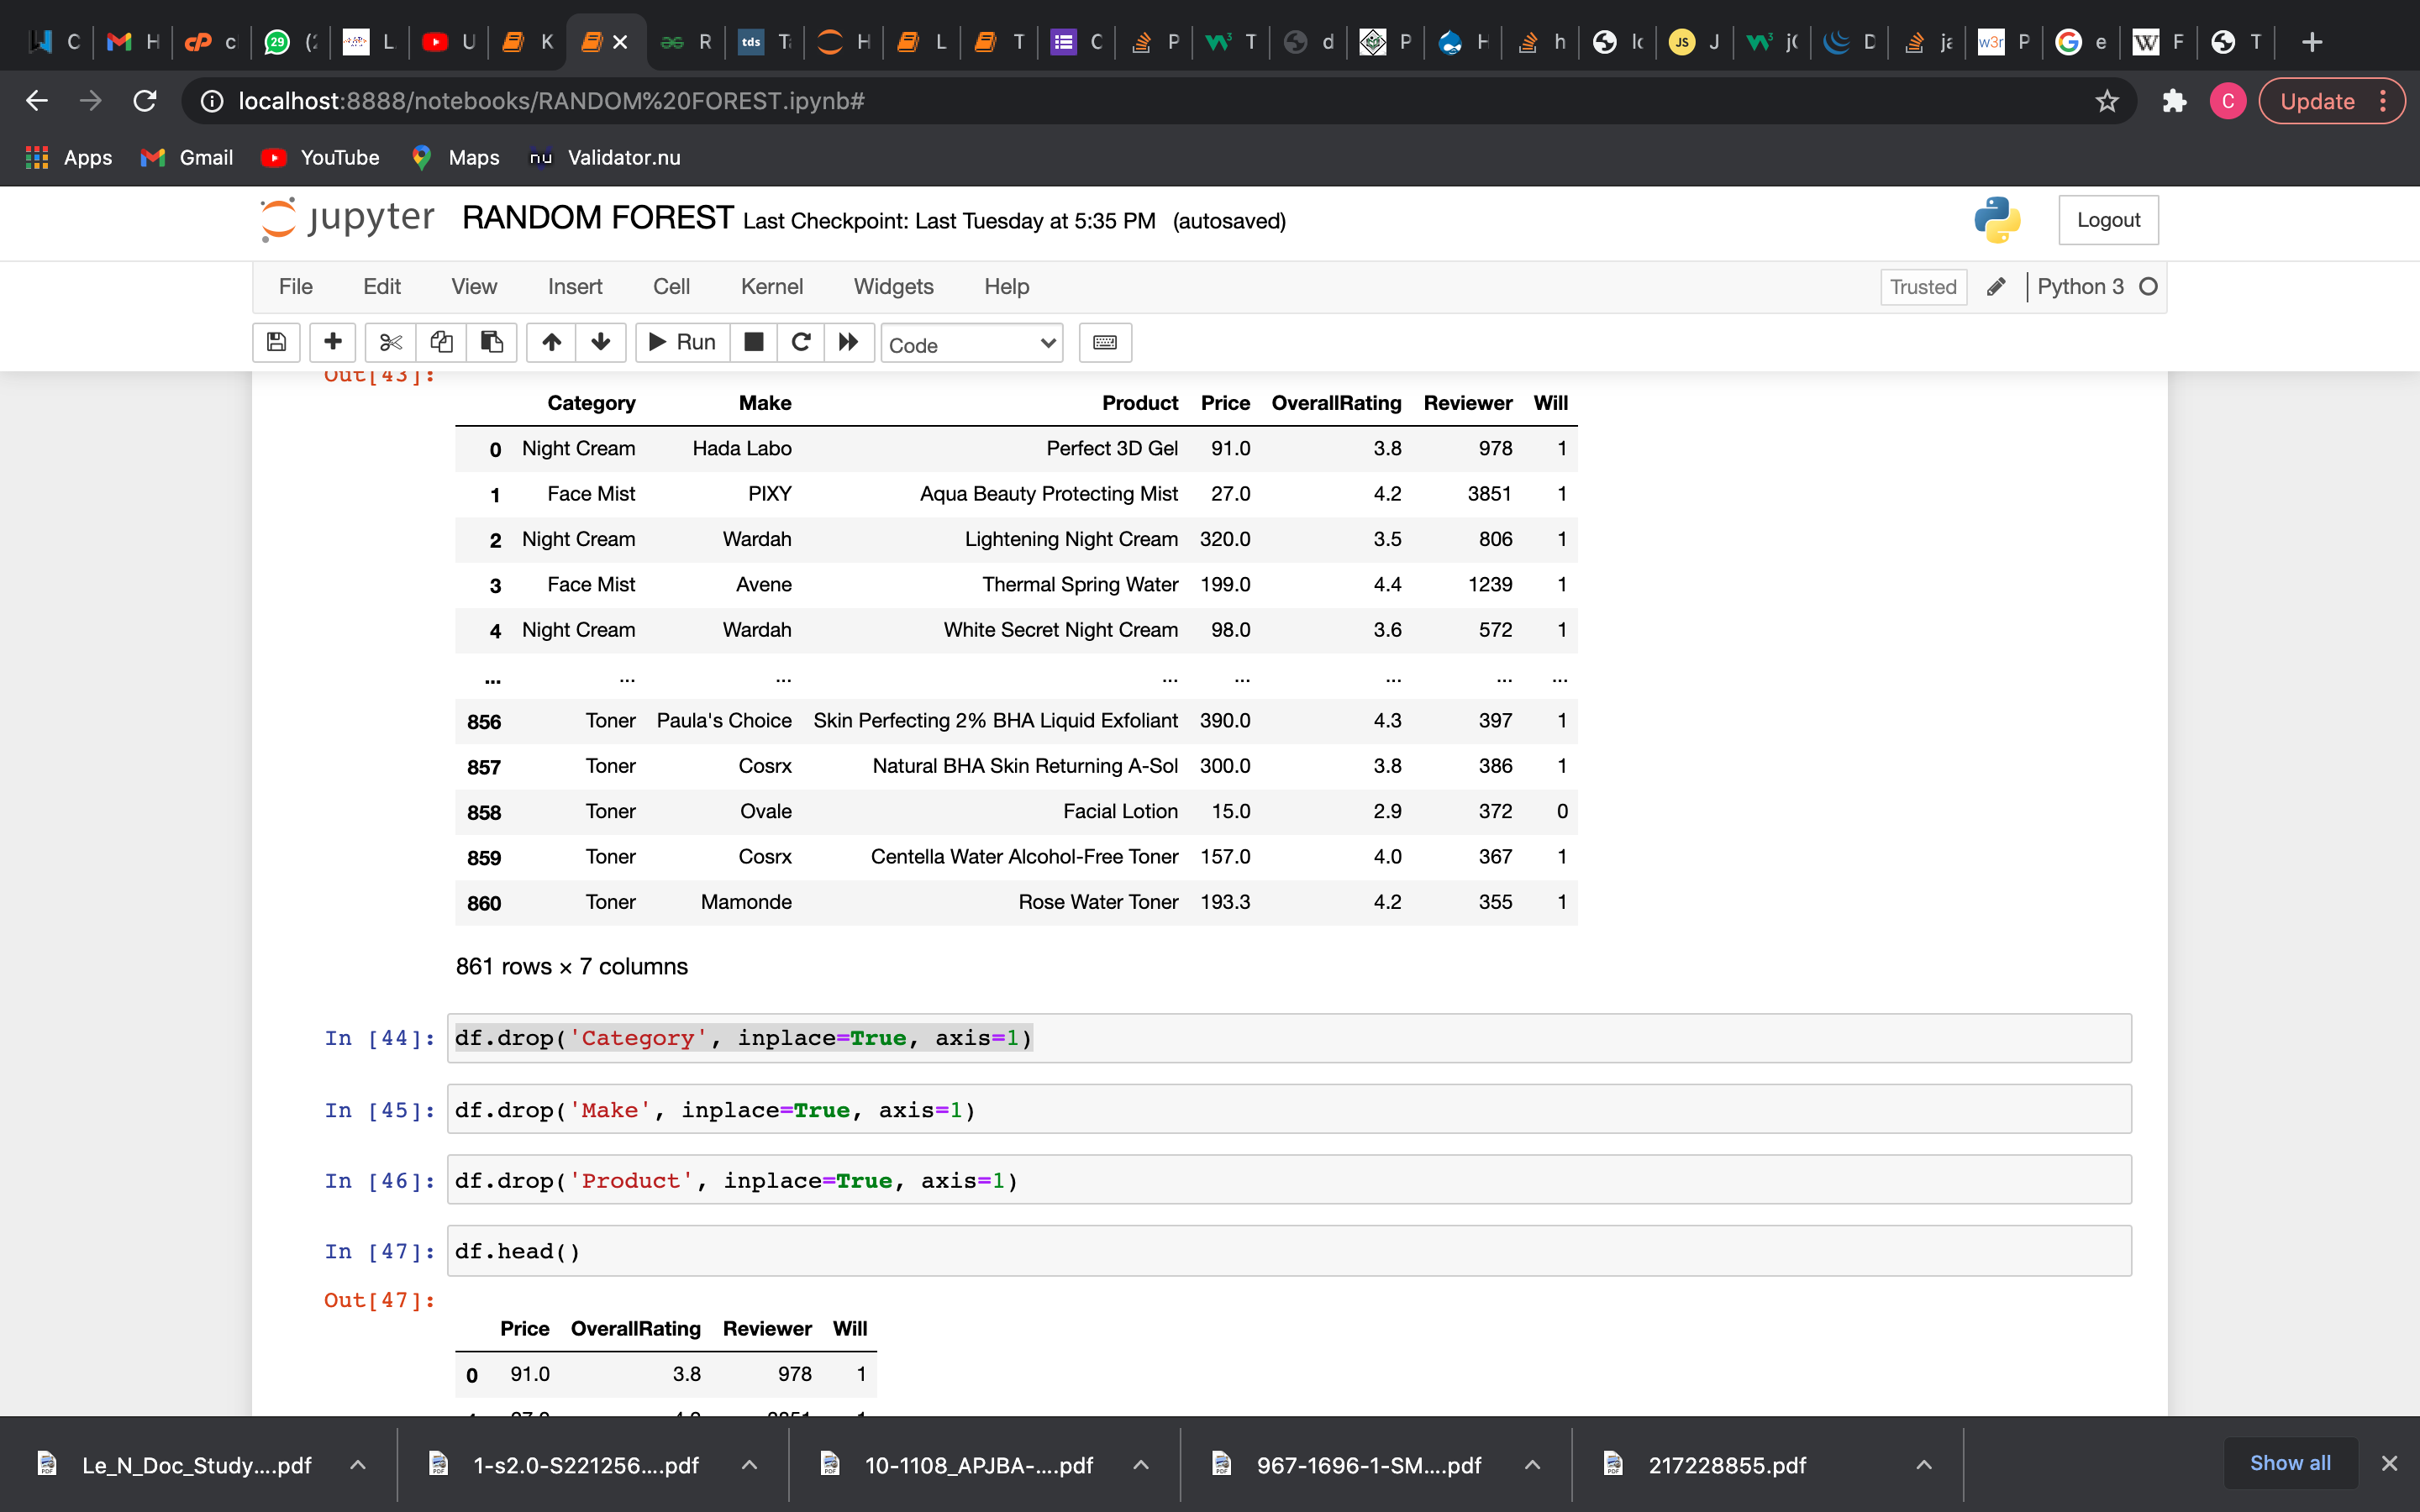 C H c 29 (2 L U K R tds T H L T C P T d P H h Ic JS J j( D ja w3r P e W F T
localhost:8888/notebooks/RANDOM%20FOREST.ipynb#
Update
Apps Gmail YouTube Maps nu Validator.nu
jupyter RANDOM FOREST Last Checkpoint: Last Tuesday at 5:35 PM (autosaved)
Logout
File Edit View Insert Cell Kernel Widgets Help
Trusted Python 3
Run Code
Out[43]:
Category Make Product Price OverallRating Reviewer Will
0 Night Cream Hada Labo Perfect 3D Gel 91.0 3.8 978 1
1 Face Mist PIXY Aqua Beauty Protecting Mist 27.0 4.2 3851 1
2 Night Cream Wardah Lightening Night Cream 320.0 3.5 806 1
3 Face Mist Avene Thermal Spring Water 199.0 4.4 1239 1
4 Night Cream Wardah White Secret Night Cream 98.0 3.6 572 1
... ... ... ... ... ... ... ...
856 Toner Paula's Choice Skin Perfecting 2% BHA Liquid Exfoliant 390.0 4.3 397 1
857 Toner Cosrx Natural BHA Skin Returning A-Sol 300.0 3.8 386 1
858 Toner Ovale Facial Lotion 15.0 2.9 372 0
859 Toner Cosrx Centella Water Alcohol-Free Toner 157.0 4.0 367 1
860 Toner Mamonde Rose Water Toner 193.3 4.2 355 1
861 rows × 7 columns
In [44]: df.drop('Category', inplace=True, axis=1)
In [45]: df.drop('Make', inplace=True, axis=1)
In [46]: df.drop('Product', inplace=True, axis=1)
In [47]: df.head()
Out[47]:
Price OverallRating Reviewer Will
0 91.0 3.8 978 1
Le_N_Doc_Study....pdf 1-s2.0-S221256....pdf 10-1108_APJBA-....pdf 967-1696-1-SM....pdf 217228855.pdf Show all